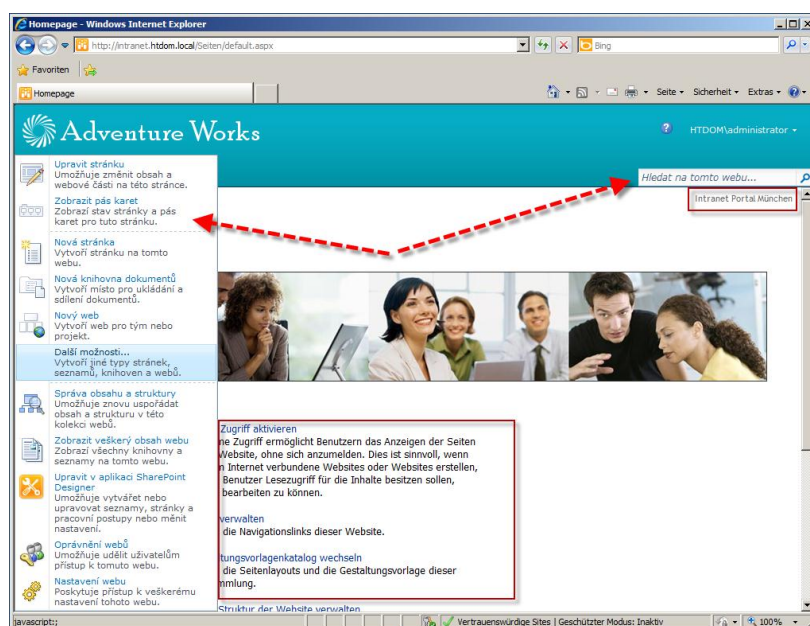 Homepage - Windows Internet Explorer
http://intranet.htdom.local/Seiten/default.aspx
Bing
Favoriten
Homepage
Seite
Sicherheit
Extras
Adventure Works
HTDOM\administrator
Hledat na tomto webu...
Intranet Portal München
Upravit stránku
Umožňuje změnit obsah a
webové části na této stránce.
Zobrazit pás karet
Zobrazí stav stránky a pás
karet pro tuto stránku.
Nová stránka
Vytvoří stránku na tomto
webu.
Nová knihovna dokumentů
Vytvoří místo pro ukládání a
sdílení dokumentů.
Nový web
Vytvoří web pro tým nebo
projekt.
Další možnosti...
Vytvoří jiné typy stránek,
seznamů, knihoven a webů.
Správa obsahu a struktury
Umožňuje znovu uspořádat
obsah a strukturu v této
kolekci webů.
Zobrazit veškerý obsah webu
Zobrazí všechny knihovny a
seznamy na tomto webu.
Upravit v aplikaci SharePoint
Designer
Umožňuje vytvářet nebo
upravovat seznamy, stránky a
pracovní postupy nebo měnit
nastavení.
Oprávnění webů
Umožňuje udělit uživatelům
přístup k tomuto webu.
Nastavení webu
Poskytuje přístup k veškerému
nastavení tohoto webu.
Zugriff aktivieren
ne Zugriff ermöglicht Benutzern das Anzeigen der Seiten
Website, ohne sich anzumelden. Dies ist sinnvoll, wenn
n Internet verbundene Websites oder Websites erstellen,
Benutzer Lesezugriff für die Inhalte besitzen sollen,
bearbeiten zu können.
verwalten
die Navigationslinks dieser Website.
tungsvorlagenkatalog wechseln
die Seitenlayouts und die Gestaltungsvorlage dieser
mmlung.
Struktur der Website verwalten
javascript:;
Vertrauenswürdige Sites | Geschützter Modus: Inaktiv
100%